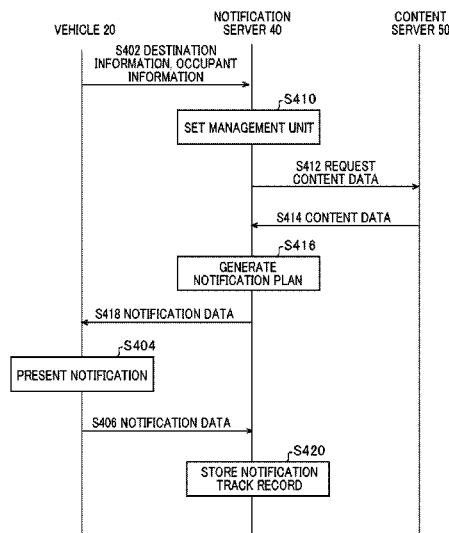 VEHICLE 20
NOTIFICATION
SERVER 40
CONTENT
SERVER 50
S402 DESTINATION
INFORMATION, OCCUPANT
INFORMATION
S410
SET MANAGEMENT UNIT
S412 REQUEST
CONTENT DATA
S414 CONTENT DATA
S416
GENERATE
NOTIFICATION PLAN
S418 NOTIFICATION DATA
S404
PRESENT NOTIFICATION
S406 NOTIFICATION DATA
S420
STORE NOTIFICATION
TRACK RECORD